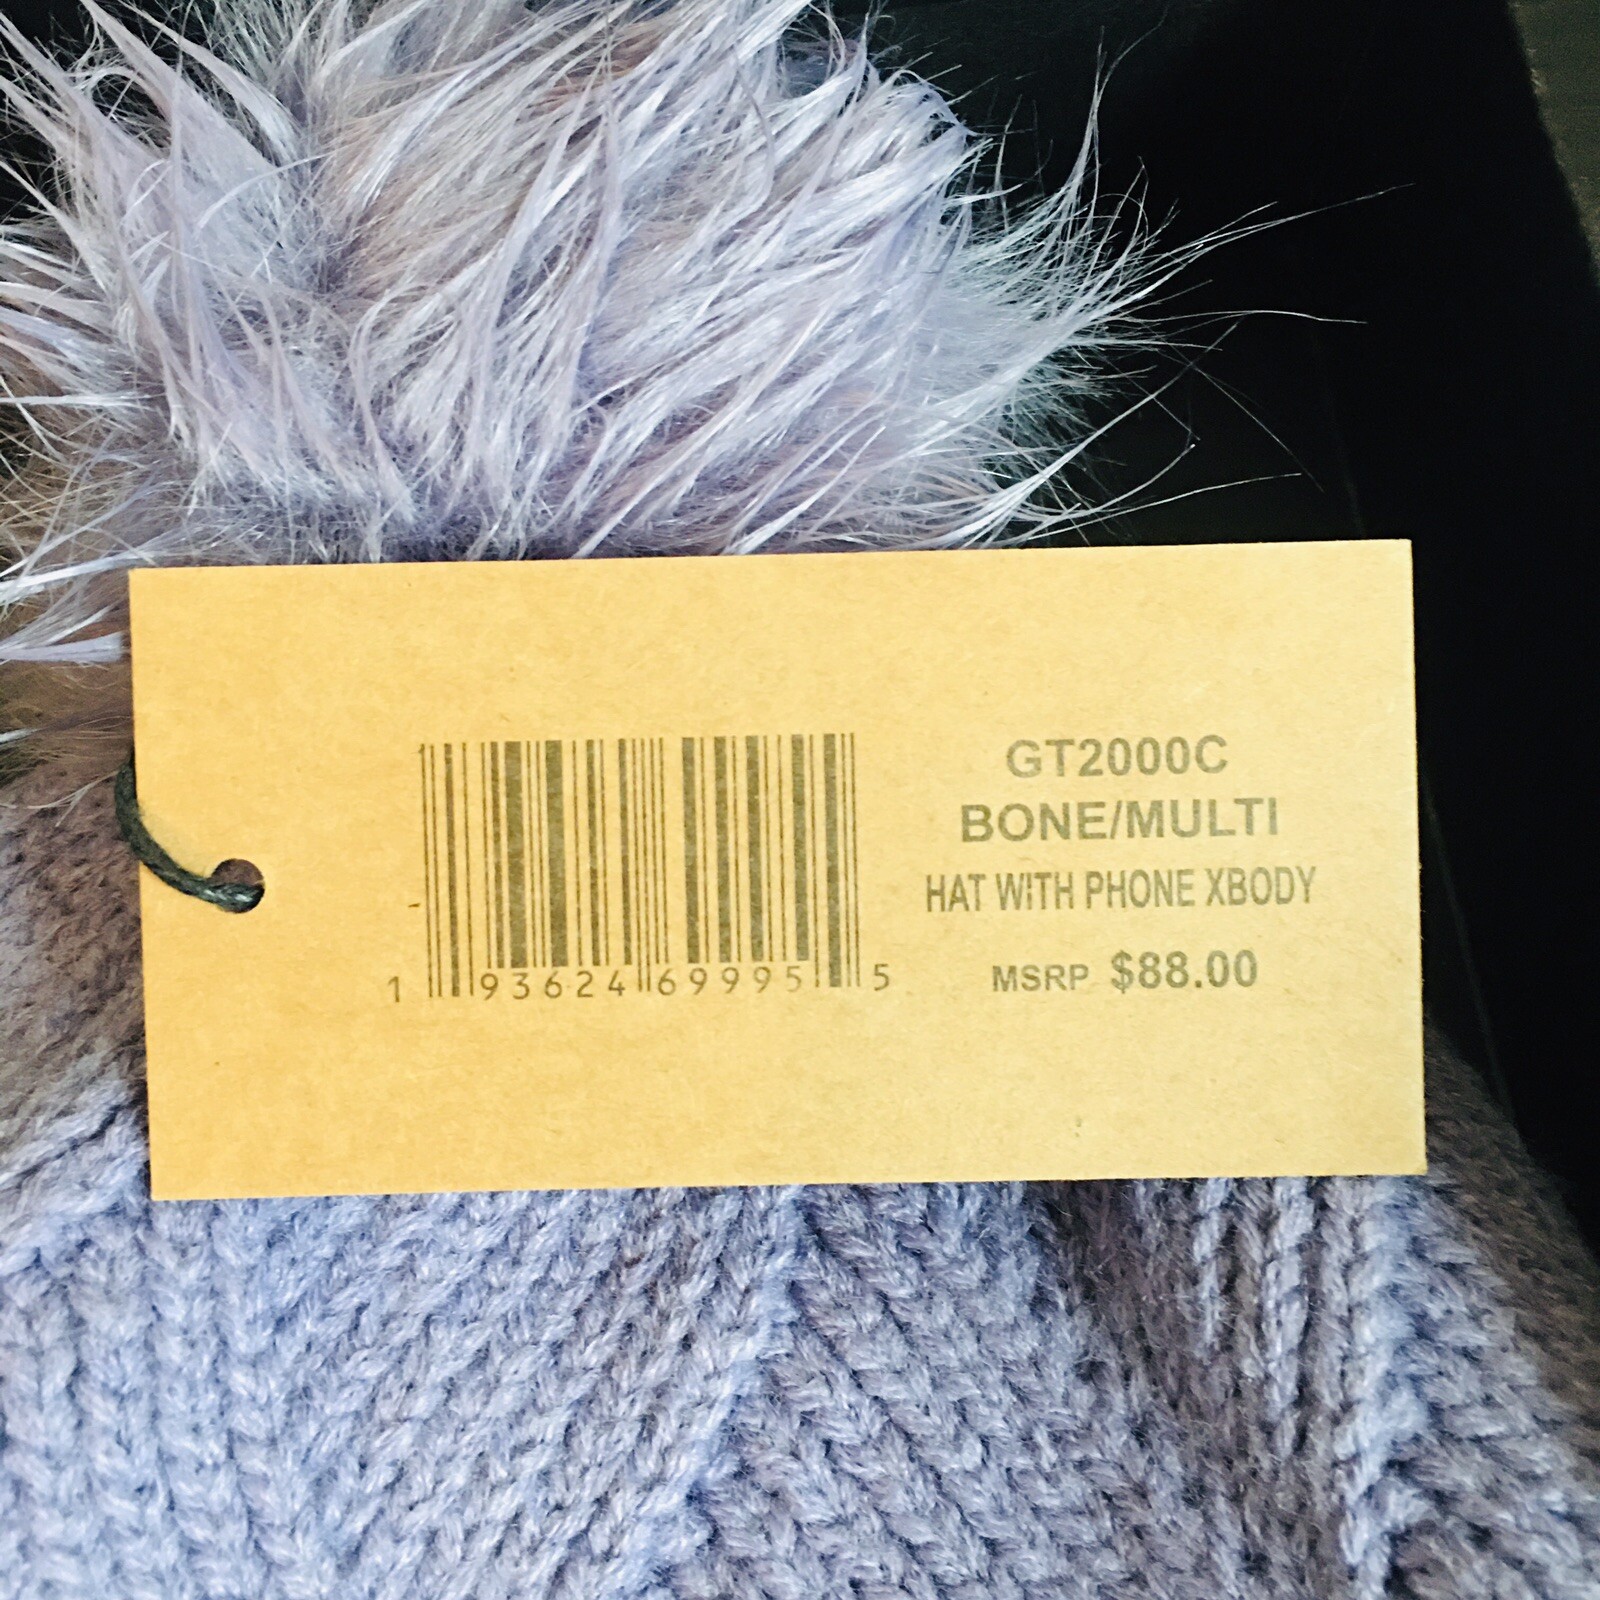 GT2000C
BONE/MULTI
HAT WITH PHONE XBODY
MSRP $88.00
1 93624 69995 5